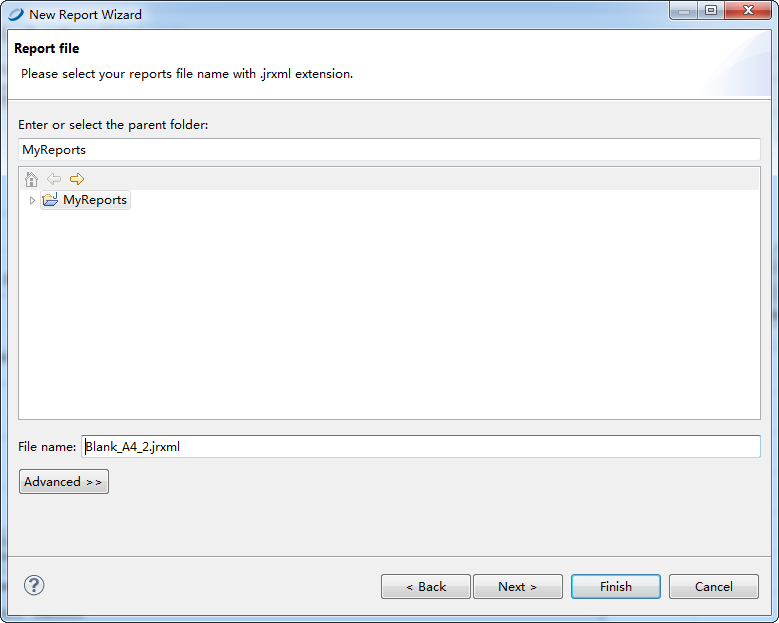 New Report Wizard
Report file
Please select your reports file name with .jrxml extension.
Enter or select the parent folder:
MyReports
MyReports
File name: Blank_A4_2.jrxml
Advanced >>
< Back Next > Finish Cancel